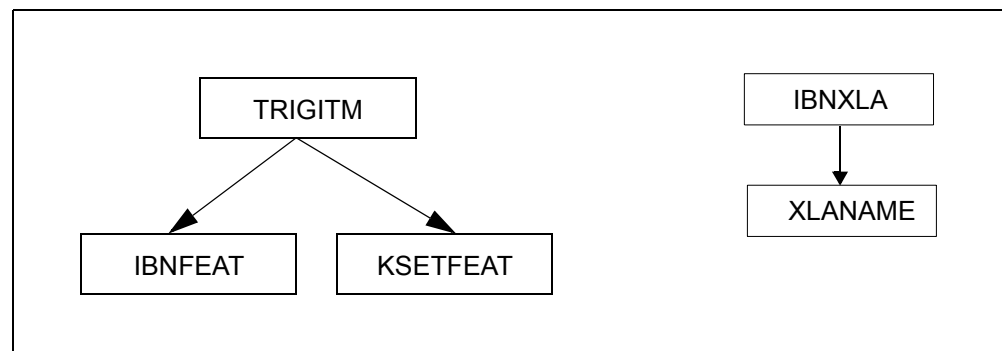 TRIGITM
IBNFEAT
KSETFEAT
IBNXLA
XLANAME